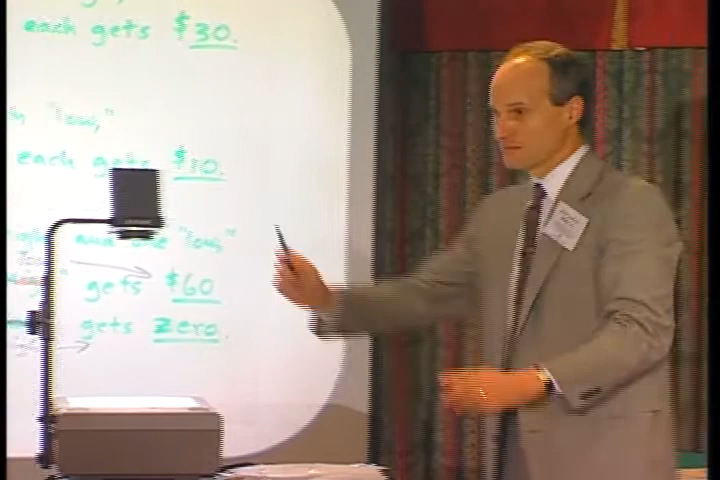 each gets $30.
"low,"
each gets $10.
and one "low,"
gets $60
gets zero.